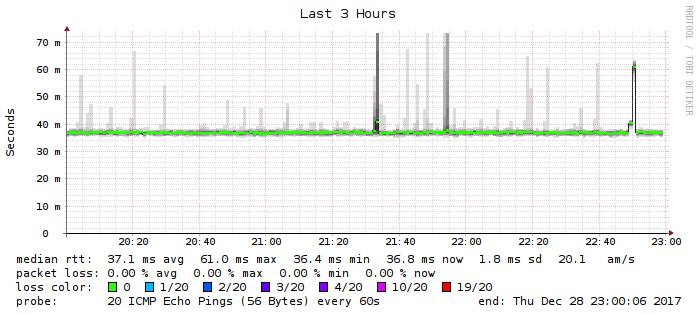 Last 3 Hours
RRDTOOL / TOBI OETIKER
Seconds
70 m
60 m
50 m
40 m
30 m
20 m
10 m
0
20:20 20:40 21:00 21:20 21:40 22:00 22:20 22:40 23:00
median rtt: 37.1 ms avg 61.0 ms max 36.4 ms min 36.8 ms now 1.8 ms sd 20.1 am/s
packet loss: 0.00 % avg 0.00 % max 0.00 % min 0.00 % now
loss color: 0 1/20 2/20 3/20 4/20 10/20 19/20
probe: 20 ICMP Echo Pings (56 Bytes) every 60s end: Thu Dec 28 23:00:06 2017